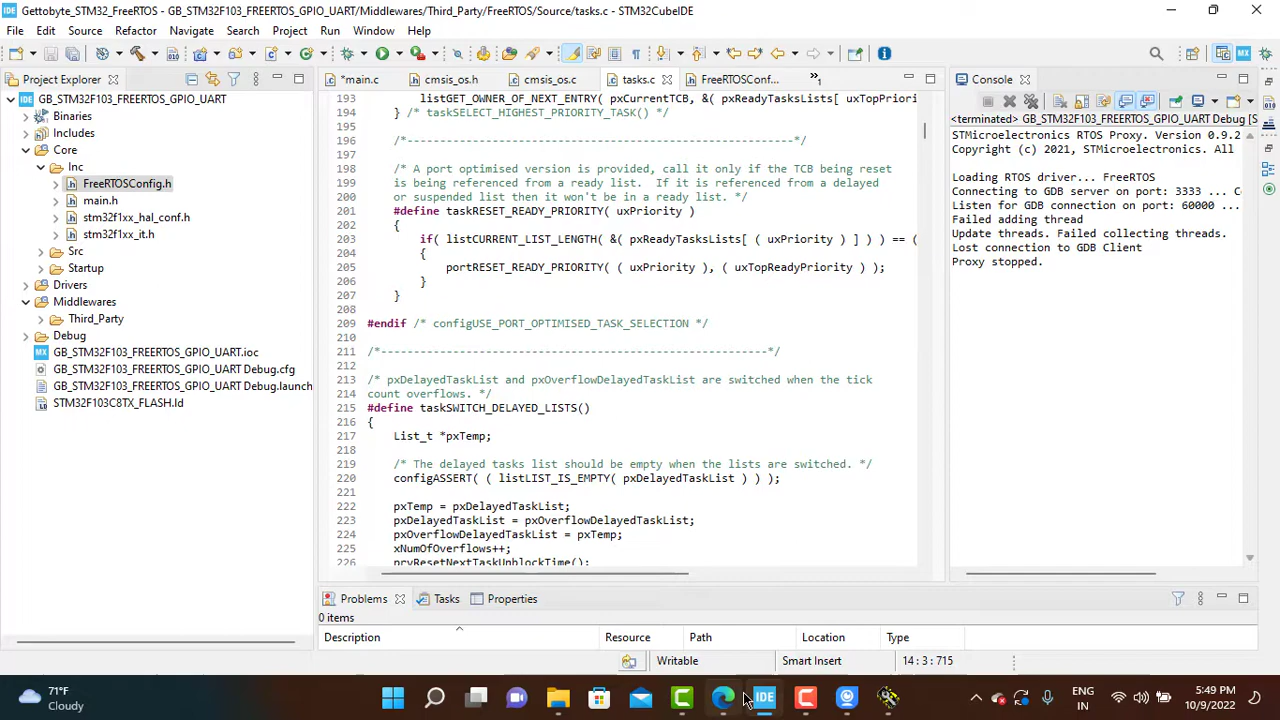 Gettobyte_STM32_FreeRTOS - GB_STM32F103_FREERTOS_GPIO_UART/Middlewares/Third_Party/FreeRTOS/Source/tasks.c - STM32CubeIDE
File Edit Source Refactor Navigate Search Project Run Window Help
Project Explorer
GB_STM32F103_FREERTOS_GPIO_UART
Binaries
Includes
Core
Inc
FreeRTOSConfig.h
main.h
stm32f1xx_hal_conf.h
stm32f1xx_it.h
Src
Startup
Drivers
Middlewares
Third_Party
Debug
GB_STM32F103_FREERTOS_GPIO_UART.ioc
GB_STM32F103_FREERTOS_GPIO_UART Debug.cfg
GB_STM32F103_FREERTOS_GPIO_UART Debug.launch
STM32F103C8TX_FLASH.ld
*main.c cmsis_os.h cmsis_os.c tasks.c FreeRTOSConf... »1
193 listGET_OWNER_OF_NEXT_ENTRY( pxCurrentTCB, &( pxReadyTasksLists[ uxTopPriori
194 } /* taskSELECT_HIGHEST_PRIORITY_TASK() */
195
196 /*-----------------------------------------------------------*/
197
198 /* A port optimised version is provided, call it only if the TCB being reset
199 is being referenced from a ready list. If it is referenced from a delayed
200 or suspended list then it won't be in a ready list. */
201 #define taskRESET_READY_PRIORITY( uxPriority )
202 {
203 if( listCURRENT_LIST_LENGTH( &( pxReadyTasksLists[ ( uxPriority ) ] ) ) == (
204 {
205 portRESET_READY_PRIORITY( ( uxPriority ), ( uxTopReadyPriority ) );
206 }
207 }
208
209 #endif /* configUSE_PORT_OPTIMISED_TASK_SELECTION */
210
211 /*-----------------------------------------------------------*/
212
213 /* pxDelayedTaskList and pxOverflowDelayedTaskList are switched when the tick
214 count overflows. */
215 #define taskSWITCH_DELAYED_LISTS()
216 {
217 List_t *pxTemp;
218
219 /* The delayed tasks list should be empty when the lists are switched. */
220 configASSERT( ( listLIST_IS_EMPTY( pxDelayedTaskList ) ) );
221
222 pxTemp = pxDelayedTaskList;
223 pxDelayedTaskList = pxOverflowDelayedTaskList;
224 pxOverflowDelayedTaskList = pxTemp;
225 xNumOfOverflows++;
226 prvResetNextTaskUnblockTime();
Console
<terminated> GB_STM32F103_FREERTOS_GPIO_UART Debug [S
STMicroelectronics RTOS Proxy. Version 0.9.2
Copyright (c) 2021, STMicroelectronics. All
Loading RTOS driver... FreeRTOS
Connecting to GDB server on port: 3333 ... C
Listen for GDB connection on port: 60000 ...
Failed adding thread
Update threads. Failed collecting threads.
Lost connection to GDB Client
Proxy stopped.
Problems Tasks Properties
0 items
Description Resource Path Location Type
Writable Smart Insert 14 : 3 : 715
71°F
Cloudy
IDE
ENG
IN
5:49 PM
10/9/2022